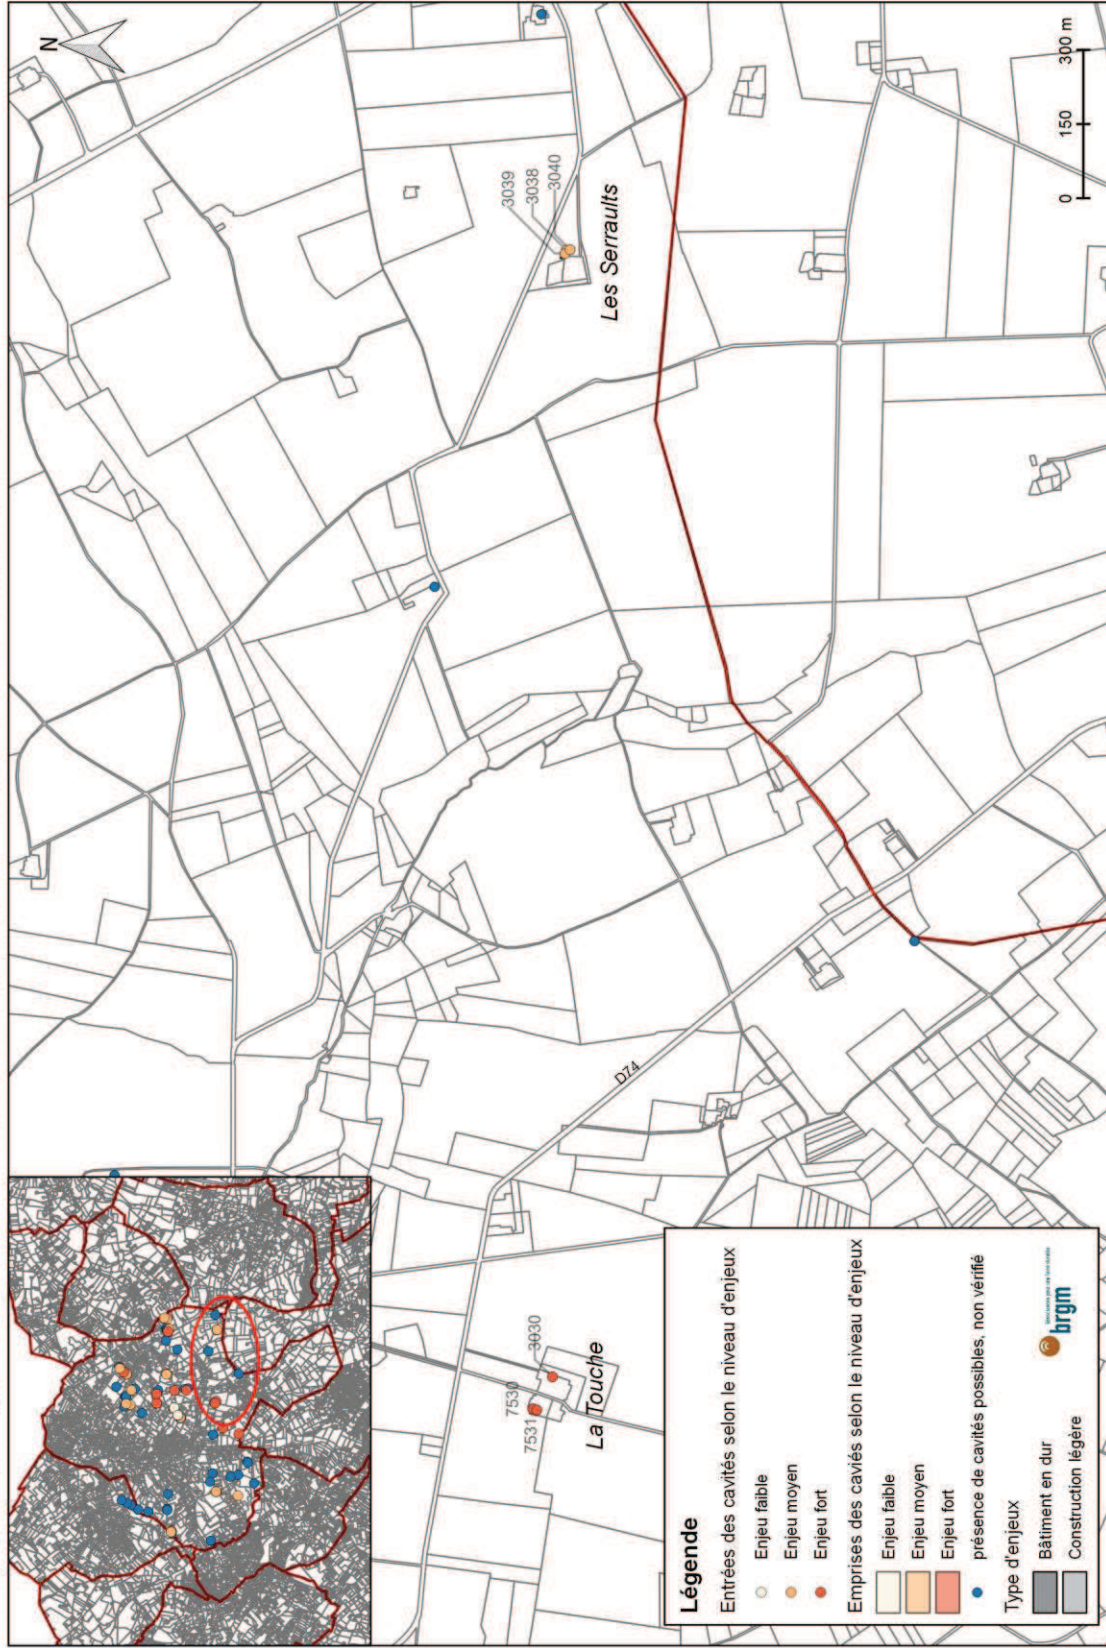 N
3039
3038
3040
Les Serraults
D74
7530
7531
3030
La Touche
0 150 300 m
Légende
Entrées des cavités selon le niveau d'enjeux
Enjeu faible
Enjeu moyen
Enjeu fort
Emprises des caviés selon le niveau d'enjeux
Enjeu faible
Enjeu moyen
Enjeu fort
présence de cavités possibles, non vérifié
Type d'enjeux
Bâtiment en dur
Construction légère
brgm